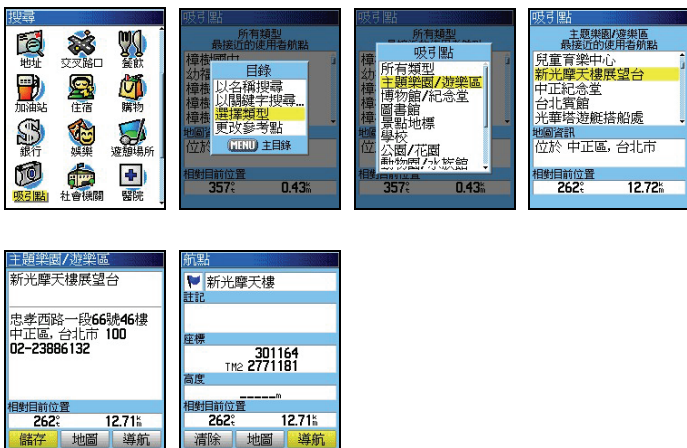 搜尋
地址 交叉路口 餐飲
加油站 住宿 購物
銀行 娛樂 遊憩場所
吸引點 社會機關 醫院
吸引點
所有類型
最接近的使用者航點
目錄
以名稱搜尋
以關鍵字搜尋...
選擇類型
更改參考點
MENU 主目錄
相對目前位置
357° 0.43
吸引點
所有類型
吸引點
所有類型
主題樂園/遊樂區
博物館/紀念堂
圖書館
景點地標
學校
公園/花園
動物園/水族館
相對目前位置
357° 0.43
吸引點
主題樂園/遊樂區
最接近的使用者航點
兒童育樂中心
新光摩天樓展望台
中正紀念堂
台北賓館
光華塔遊艇搭船處
地圖資訊
位於 中正區, 台北市
相對目前位置
262° 12.72
主題樂園/遊樂區
新光摩天樓展望台
忠孝西路一段66號46樓
中正區, 台北市 100
02-23886132
相對目前位置
262° 12.71
儲存 地圖 導航
航點
新光摩天樓
註記
座標
301164
TM2 2771181
高度
_____m
相對目前位置
262° 12.71
清除 地圖 導航